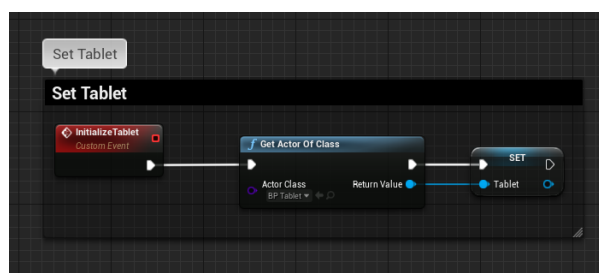 Set Tablet
Set Tablet
InitializeTablet
Custom Event
f Get Actor Of Class
Actor Class
BP Tablet
Return Value
SET
Tablet